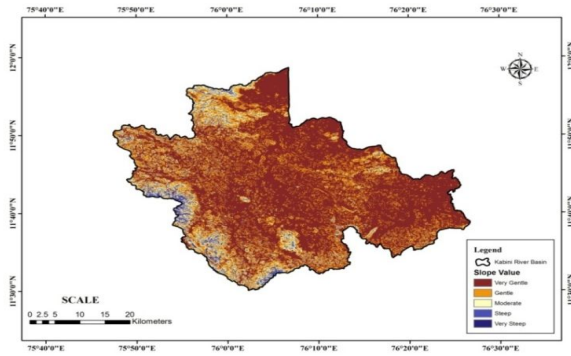 75°40'0"E 75°50'0"E 76°0'0"E 76°10'0"E 76°20'0"E 76°30'0"E
N
W E
S
12°0'0"N
11°50'0"N
11°40'0"N
11°30'0"N
Legend
Kabini River Basin
Slope Value
Very Gentle
Gentle
Moderate
Steep
Very Steep
SCALE
0 2.5 5 10 15 20
Kilometers
75°40'0"E 75°50'0"E 76°0'0"E 76°10'0"E 76°20'0"E 76°30'0"E